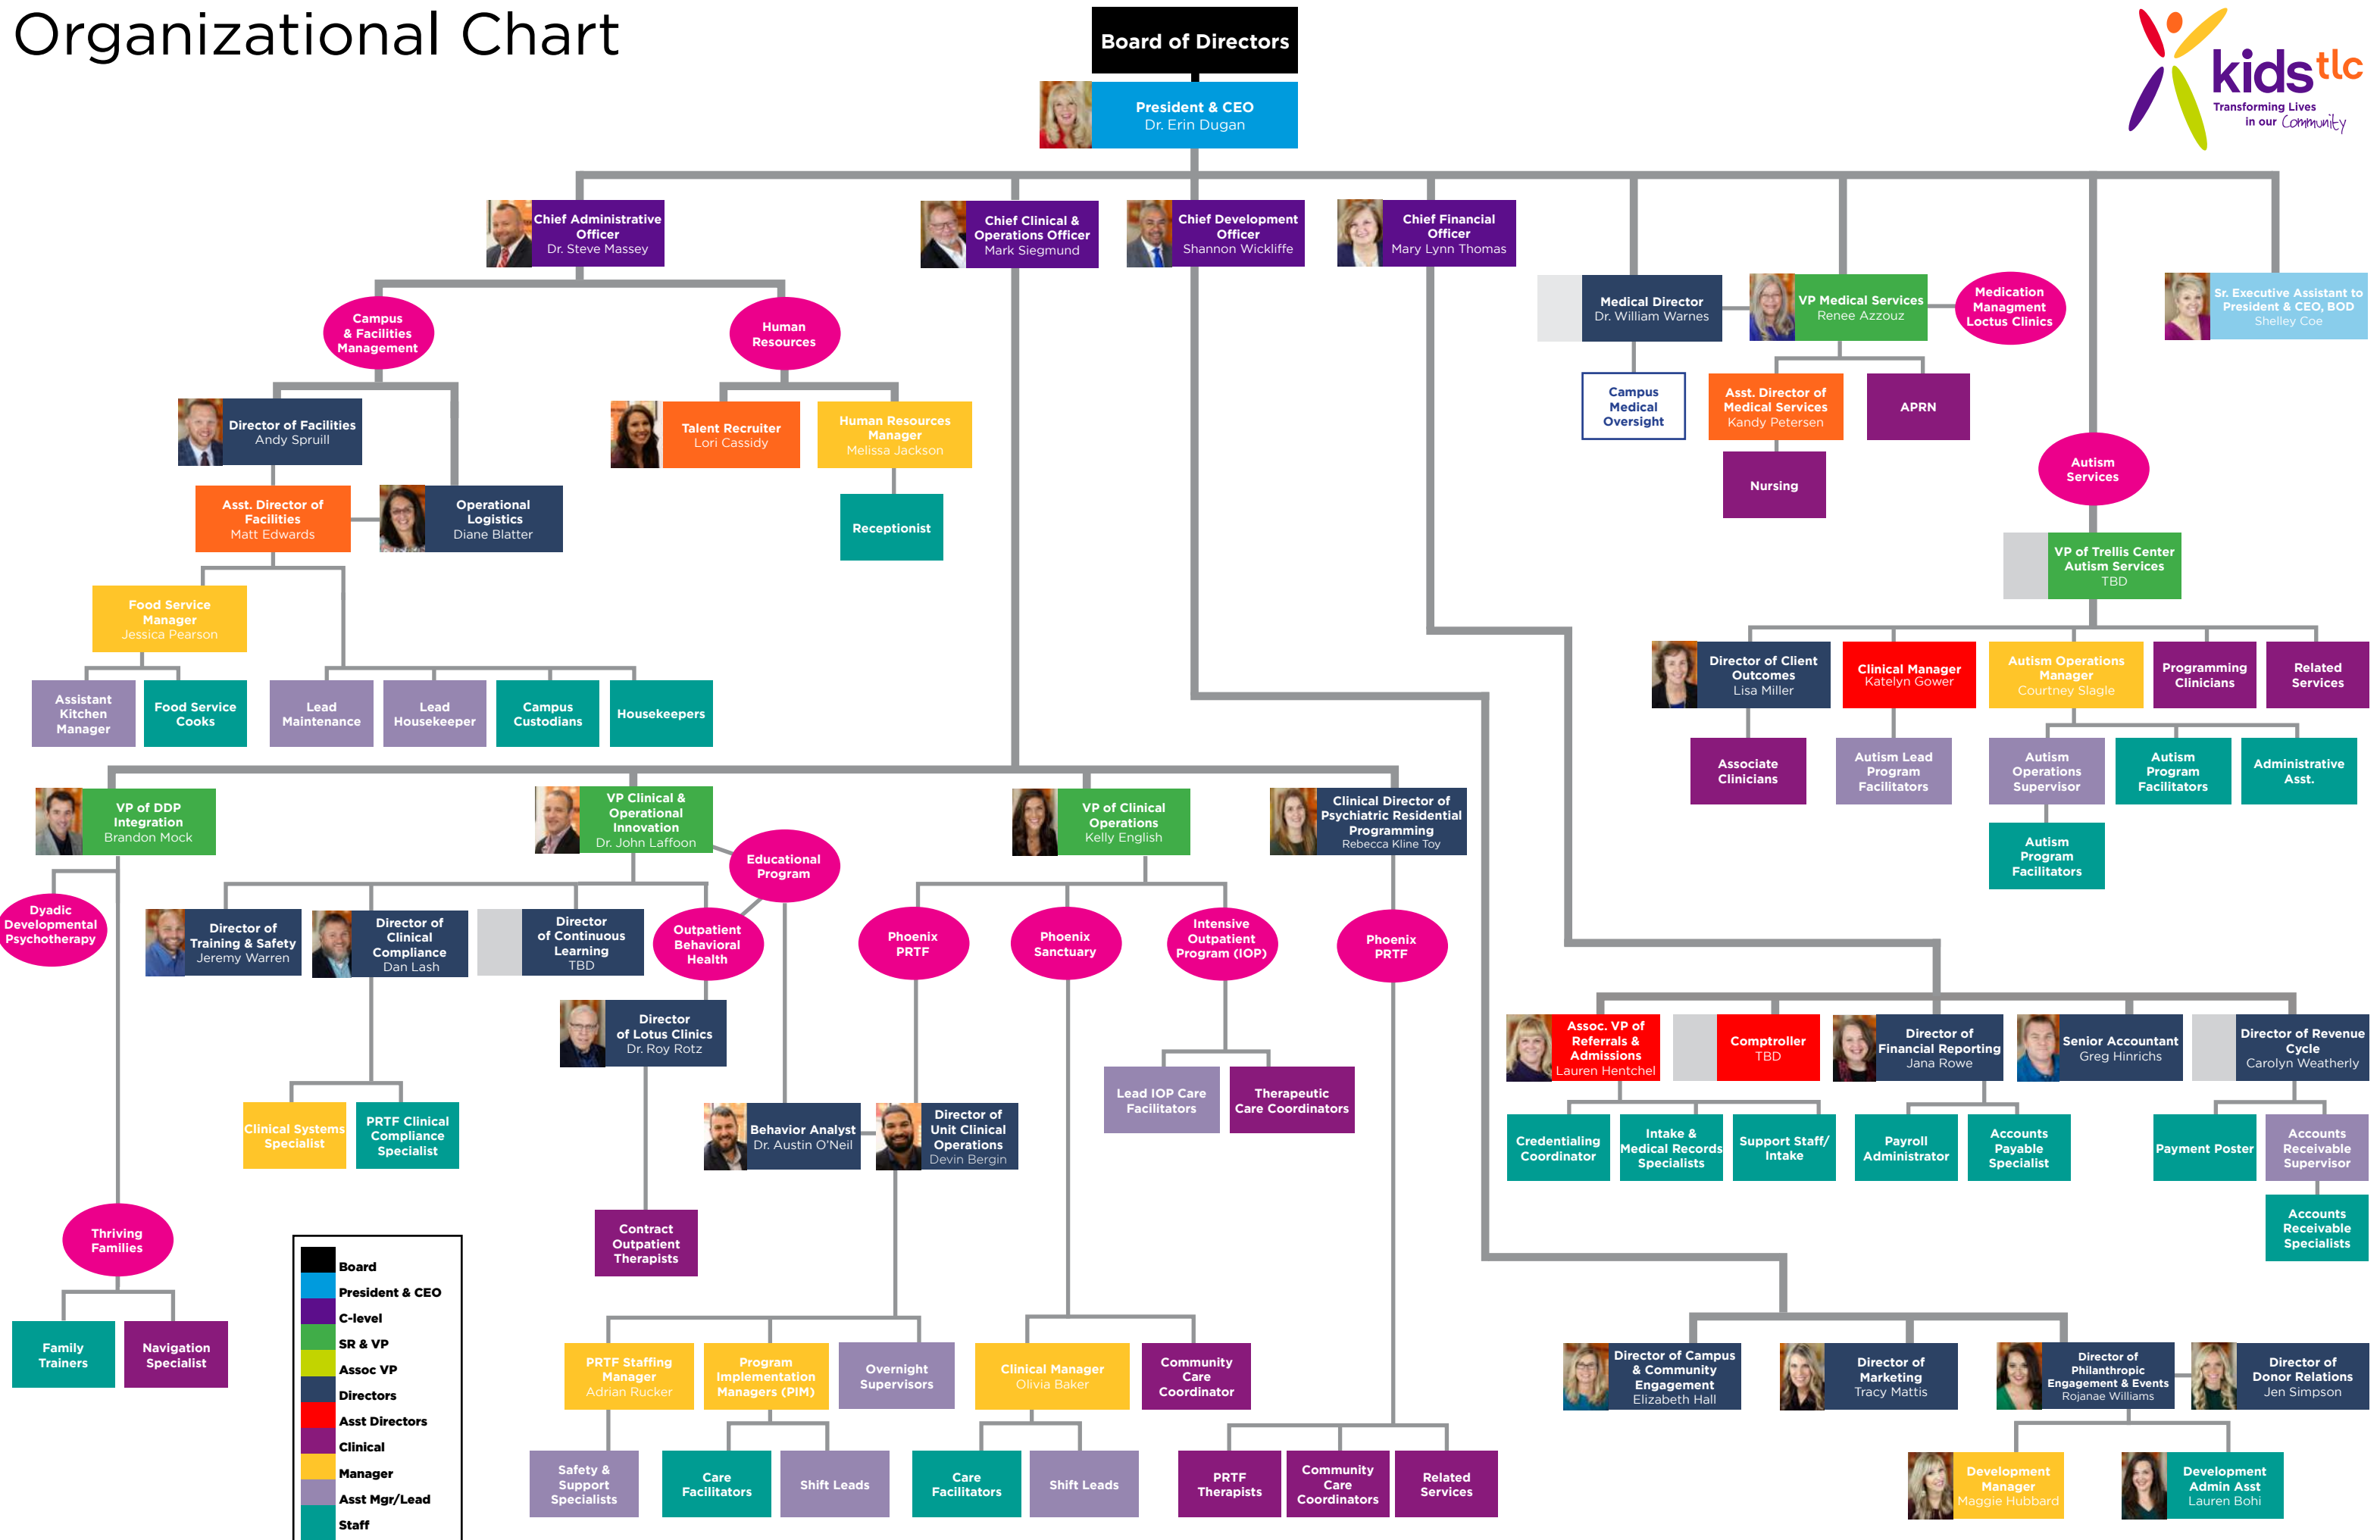 Organizational Chart
Board of Directors
President & CEO
Dr. Erin Dugan
kids tlc
Transforming Lives
in our Community
Chief Administrative
Officer
Dr. Steve Massey
Chief Clinical &
Operations Officer
Mark Siegmund
Chief Development
Officer
Shannon Wickliffe
Chief Financial
Officer
Mary Lynn Thomas
Medical Director
Dr. William Warnes
VP Medical Services
Renee Azzouz
Medication
Managment
Loctus Clinics
Sr. Executive Assistant to
President & CEO, BOD
Shelley Coe
Campus
& Facilities
Management
Human
Resources
Director of Facilities
Andy Spruill
Talent Recruiter
Lori Cassidy
Human Resources
Manager
Melissa Jackson
Campus
Medical
Oversight
Asst. Director of
Medical Services
Kandy Petersen
APRN
Nursing
Autism
Services
Asst. Director of
Facilities
Matt Edwards
Operational
Logistics
Diane Blatter
Receptionist
VP of Trellis Center
Autism Services
TBD
Food Service
Manager
Jessica Pearson
Assistant
Kitchen
Manager
Food Service
Cooks
Lead
Maintenance
Lead
Housekeeper
Campus
Custodians
Housekeepers
Director of Client
Outcomes
Lisa Miller
Clinical Manager
Katelyn Gower
Autism Operations
Manager
Courtney Slagle
Programming
Clinicians
Related
Services
Associate
Clinicians
Autism Lead
Program
Facilitators
Autism
Operations
Supervisor
Autism
Program
Facilitators
Administrative
Asst.
Autism
Program
Facilitators
VP of DDP
Integration
Brandon Mock
VP Clinical &
Operational
Innovation
Dr. John Laffoon
Educational
Program
VP of Clinical
Operations
Kelly English
Clinical Director of
Psychiatric Residential
Programming
Rebecca Kline Toy
Dyadic
Developmental
Psychotherapy
Director of
Training & Safety
Jeremy Warren
Director of
Clinical
Compliance
Dan Lash
Director
of Continuous
Learning
TBD
Outpatient
Behavioral
Health
Phoenix
PRTF
Phoenix
Sanctuary
Intensive
Outpatient
Program (IOP)
Phoenix
PRTF
Director
of Lotus Clinics
Dr. Roy Rotz
Assoc. VP of
Referrals &
Admissions
Lauren Hentchel
Comptroller
TBD
Director of
Financial Reporting
Jana Rowe
Senior Accountant
Greg Hinrichs
Director of Revenue
Cycle
Carolyn Weatherly
Clinical Systems
Specialist
PRTF Clinical
Compliance
Specialist
Behavior Analyst
Dr. Austin O'Neil
Director of
Unit Clinical
Operations
Devin Bergin
Lead IOP Care
Facilitators
Therapeutic
Care Coordinators
Credentialing
Coordinator
Intake &
Medical Records
Specialists
Support Staff/
Intake
Payroll
Administrator
Accounts
Payable
Specialist
Payment Poster
Accounts
Receivable
Supervisor
Accounts
Receivable
Specialists
Thriving
Families
Contract
Outpatient
Therapists
Family
Trainers
Navigation
Specialist
Board
President & CEO
C-level
SR & VP
Assoc VP
Directors
Asst Directors
Clinical
Manager
Asst Mgr/Lead
Staff
PRTF Staffing
Manager
Adrian Rucker
Program
Implementation
Managers (PIM)
Overnight
Supervisors
Clinical Manager
Olivia Baker
Community
Care
Coordinator
Director of Campus
& Community
Engagement
Elizabeth Hall
Director of
Marketing
Tracy Mattis
Director of
Philanthropic
Engagement & Events
Rojanae Williams
Director of
Donor Relations
Jen Simpson
Safety &
Support
Specialists
Care
Facilitators
Shift Leads
Care
Facilitators
Shift Leads
PRTF
Therapists
Community
Care
Coordinators
Related
Services
Development
Manager
Maggie Hubbard
Development
Admin Asst
Lauren Bohi